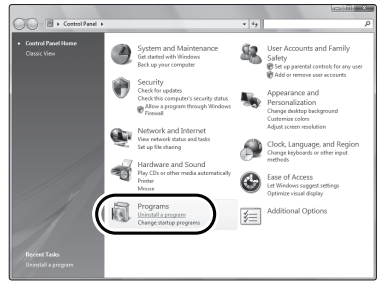 Control Panel
Control Panel Home
Classic View
System and Maintenance
Get started with Windows
Back up your computer
Security
Check for updates
Check this computer's security status
Allow a program through Windows
Firewall
Network and Internet
View network status and tasks
Set up file sharing
Hardware and Sound
Play CDs or other media automatically
Printer
Mouse
Programs
Uninstall a program
Change startup programs
User Accounts and Family
Safety
Set up parental controls for any user
Add or remove user accounts
Appearance and
Personalization
Change desktop background
Customize colors
Adjust screen resolution
Clock, Language, and Region
Change keyboards or other input
methods
Ease of Access
Let Windows suggest settings
Optimize visual display
Additional Options
Recent Tasks
Uninstall a program